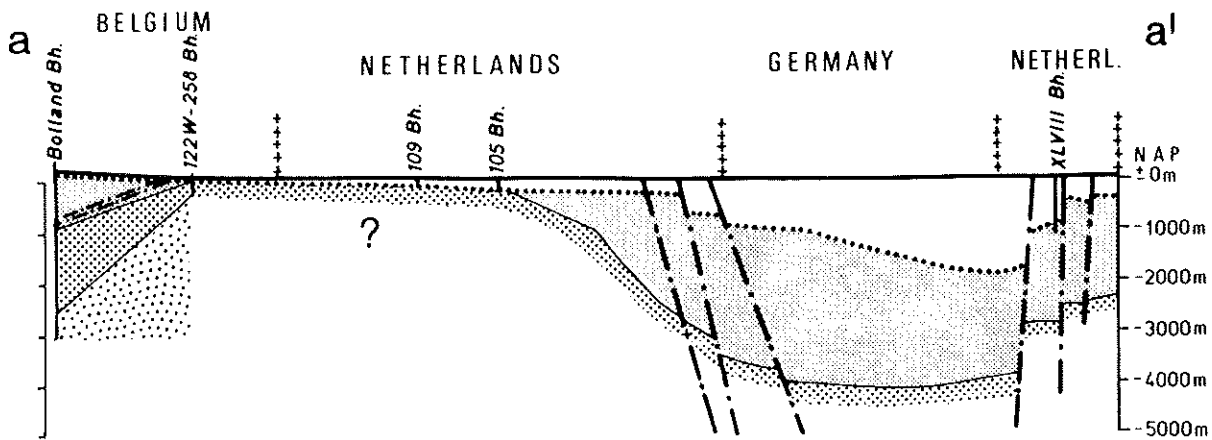 a
BELGIUM
NETHERLANDS
GERMANY
NETHERL.
a'
Bolland Bh.
122W-258 Bh.
109 Bh.
105 Bh.
XLVIII Bh.
NAP
±0m
?
-1000m
-2000m
-3000m
-4000m
-5000m